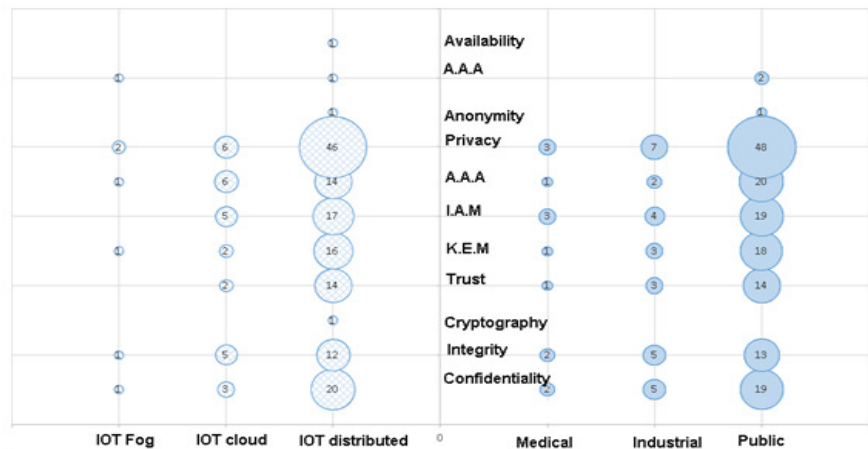 1 Availability
1 1 A.A.A 2
1 Anonymity 1
2 6 46 Privacy 3 7 48
1 6 14 A.A.A 1 2 20
5 17 I.A.M 3 4 19
1 2 16 K.E.M 1 3 18
2 14 Trust 1 3 14
1 Cryptography
1 5 12 Integrity 2 5 13
1 3 20 Confidentiality 2 5 19
IOT Fog IOT cloud IOT distributed 0 Medical Industrial Public